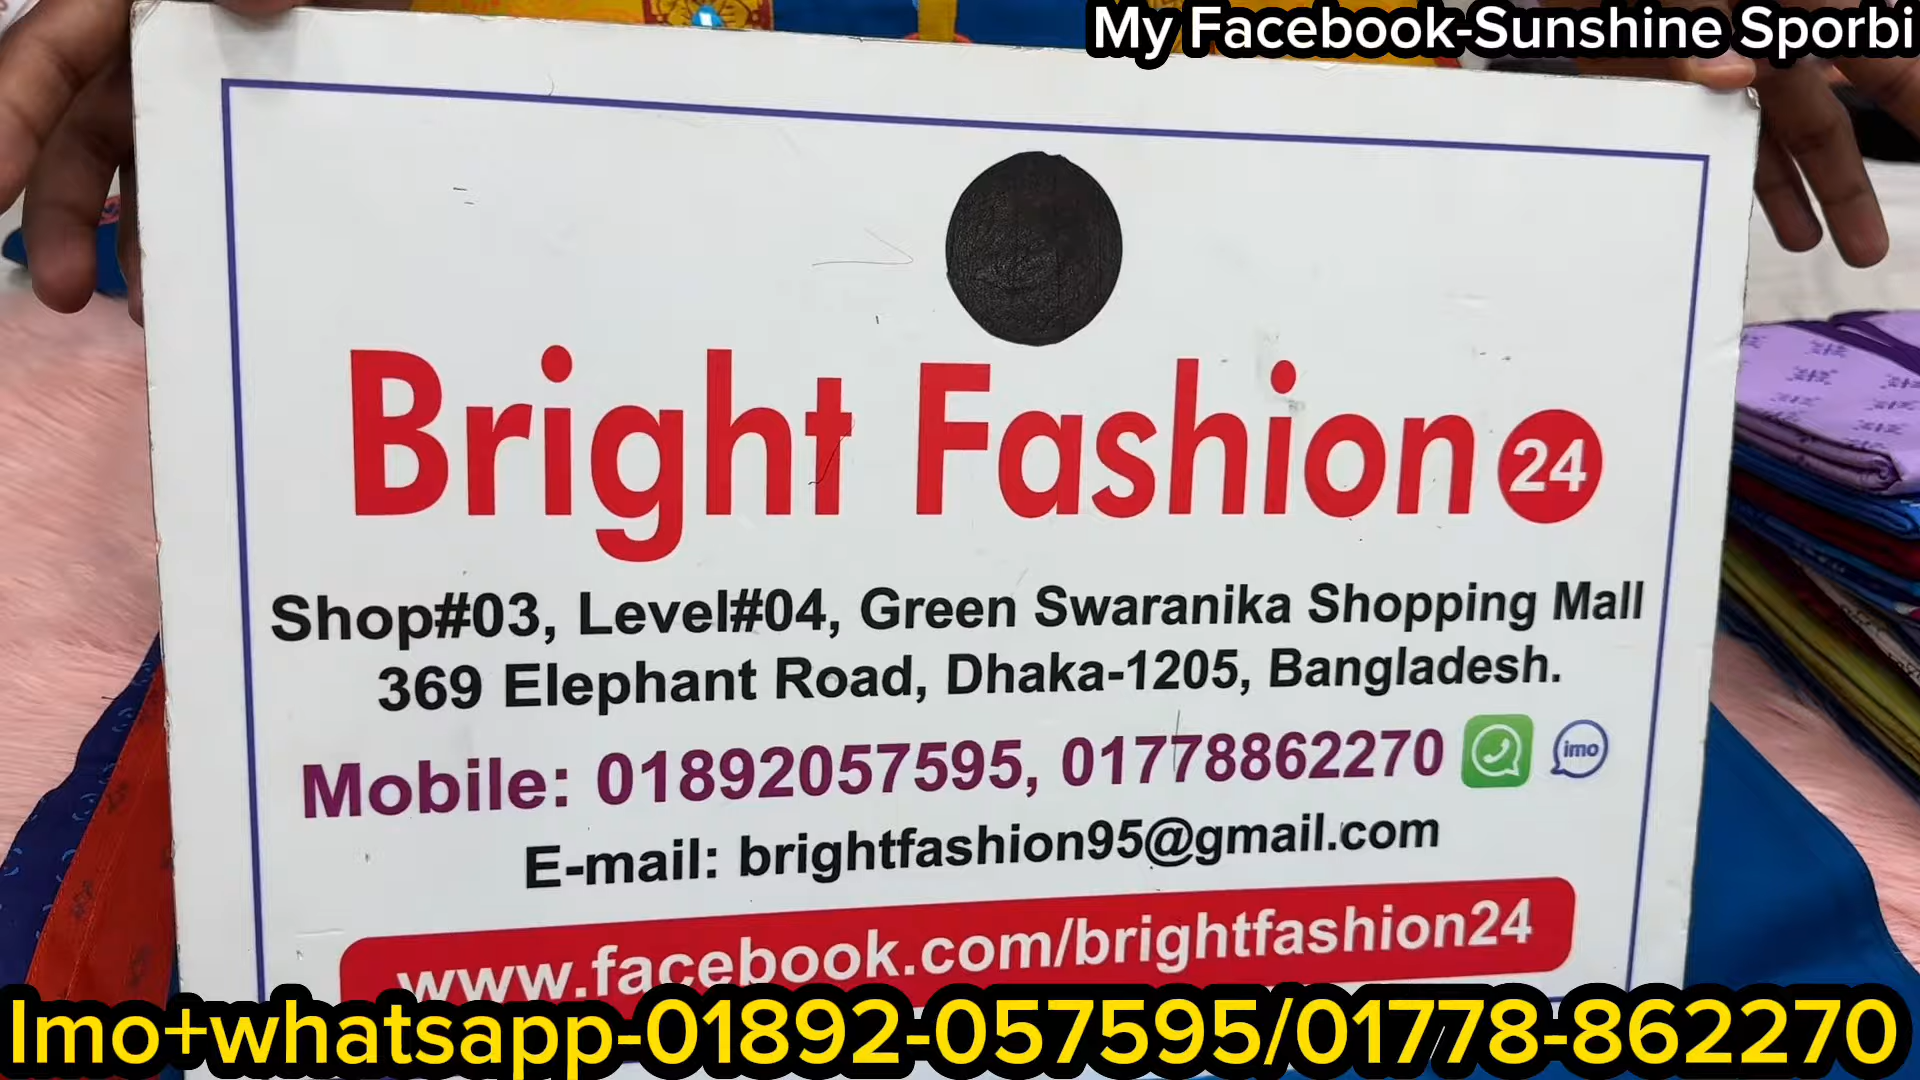 My Facebook-Sunshine Sporbi
Bright Fashion 24
Shop#03, Level#04, Green Swaranika Shopping Mall
369 Elephant Road, Dhaka-1205, Bangladesh.
Mobile: 01892057595, 01778862270
imo
E-mail: brightfashion95@gmail.com
www.facebook.com/brightfashion24
Imo+whatsapp-01892-057595/01778-862270